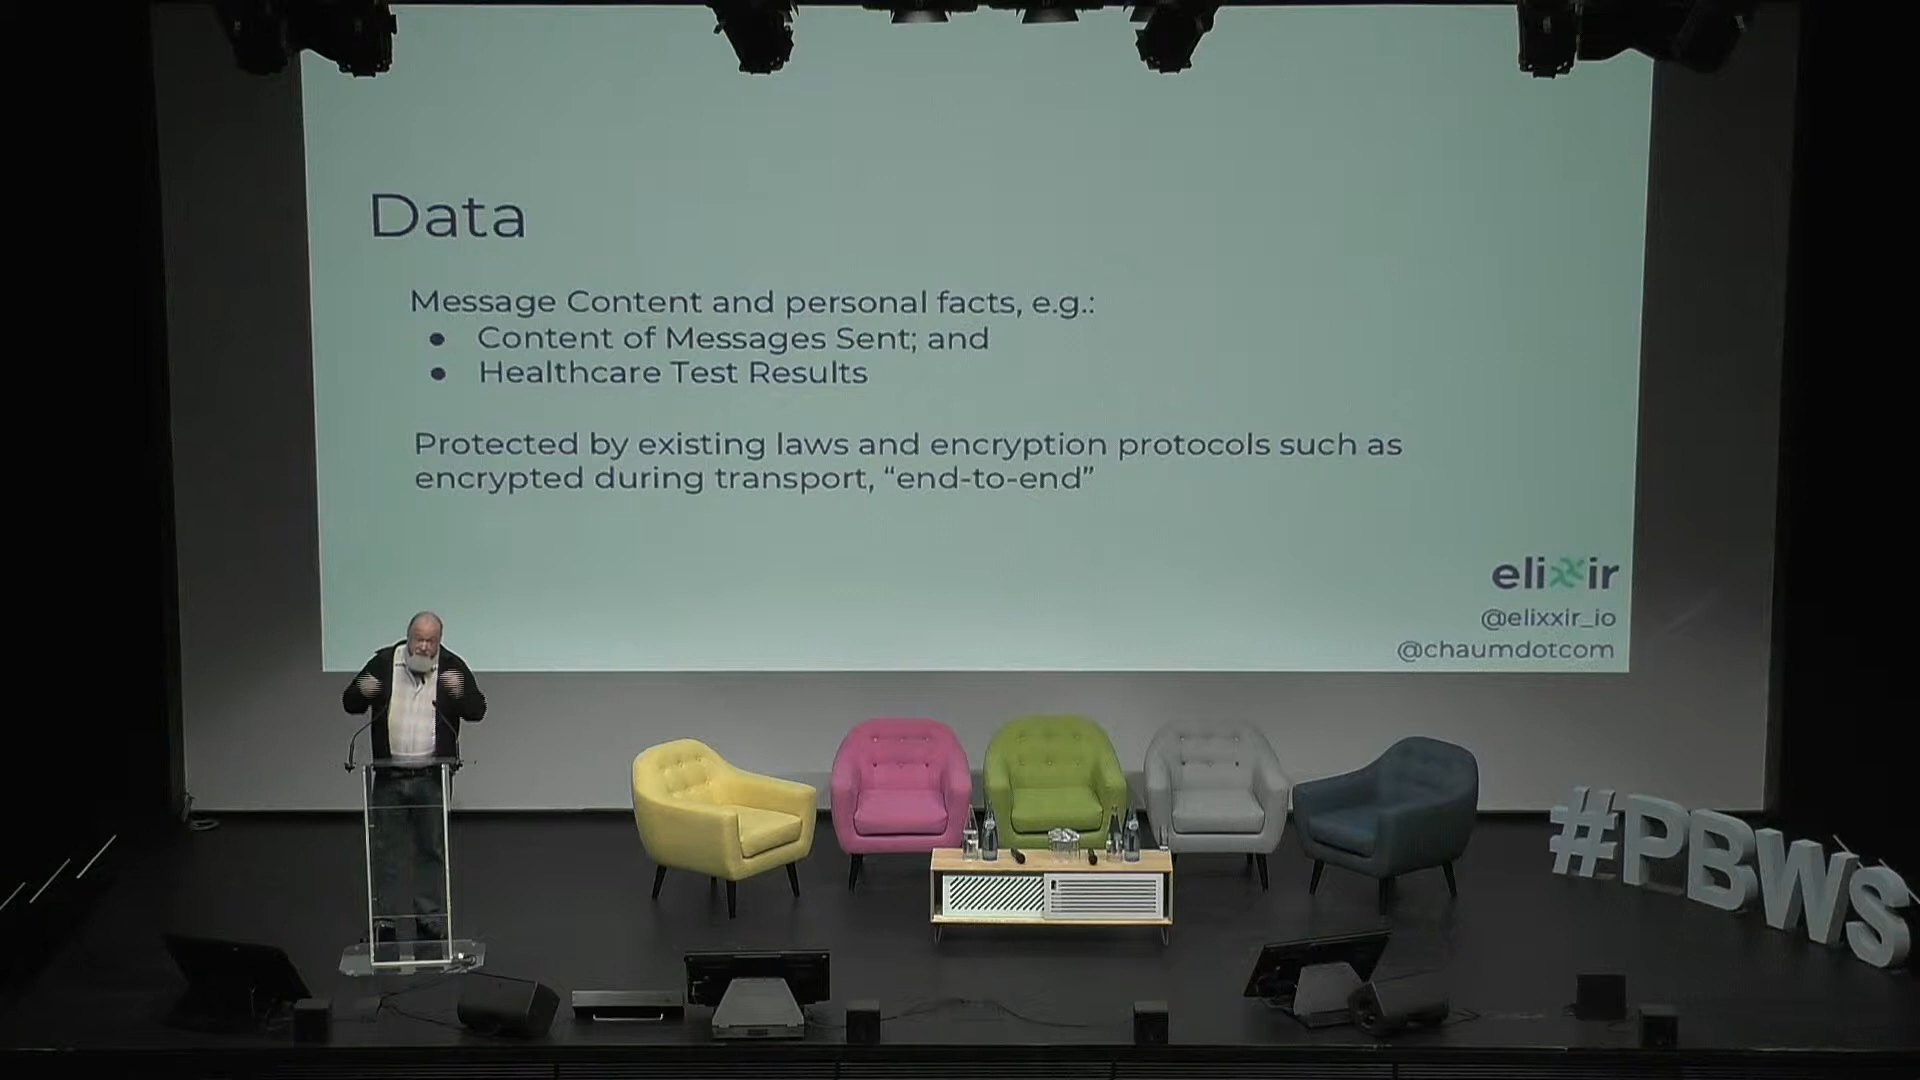 Data
Message Content and personal facts, e.g.:
● Content of Messages Sent; and
● Healthcare Test Results
Protected by existing laws and encryption protocols such as
encrypted during transport, “end-to-end”
elixxir
@elixxir_io
@chaumdotcom
#PBWS